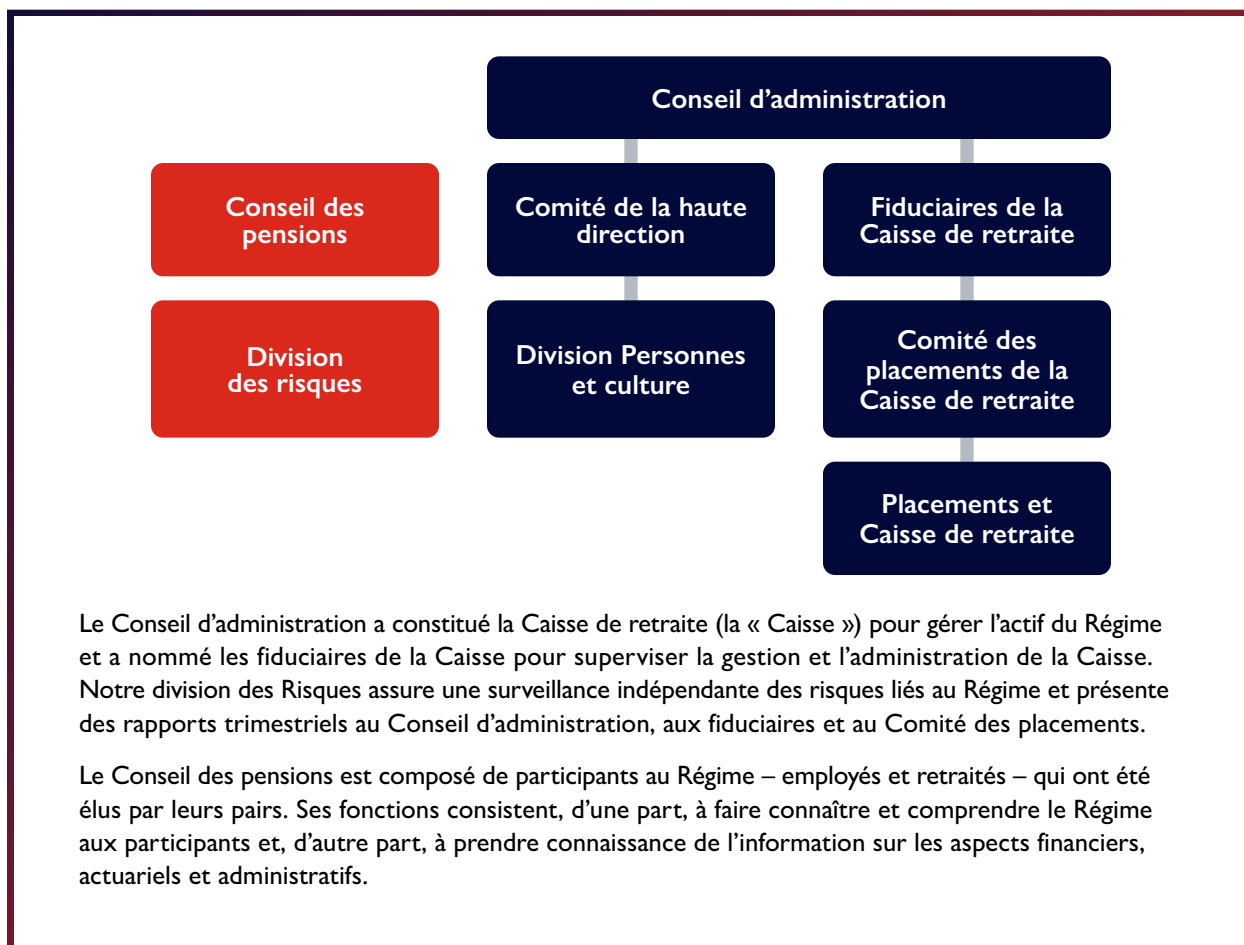 Conseil d’administration
Conseil des
pensions
Comité de la haute
direction
Fiduciaires de la
Caisse de retraite
Division
des risques
Division Personnes
et culture
Comité des
placements de la
Caisse de retraite
Placements et
Caisse de retraite
Le Conseil d’administration a constitué la Caisse de retraite (la « Caisse ») pour gérer l’actif du Régime
et a nommé les fiduciaires de la Caisse pour superviser la gestion et l’administration de la Caisse.
Notre division des Risques assure une surveillance indépendante des risques liés au Régime et présente
des rapports trimestriels au Conseil d’administration, aux fiduciaires et au Comité des placements.
Le Conseil des pensions est composé de participants au Régime – employés et retraités – qui ont été
élus par leurs pairs. Ses fonctions consistent, d’une part, à faire connaître et comprendre le Régime
aux participants et, d’autre part, à prendre connaissance de l’information sur les aspects financiers,
actuariels et administratifs.